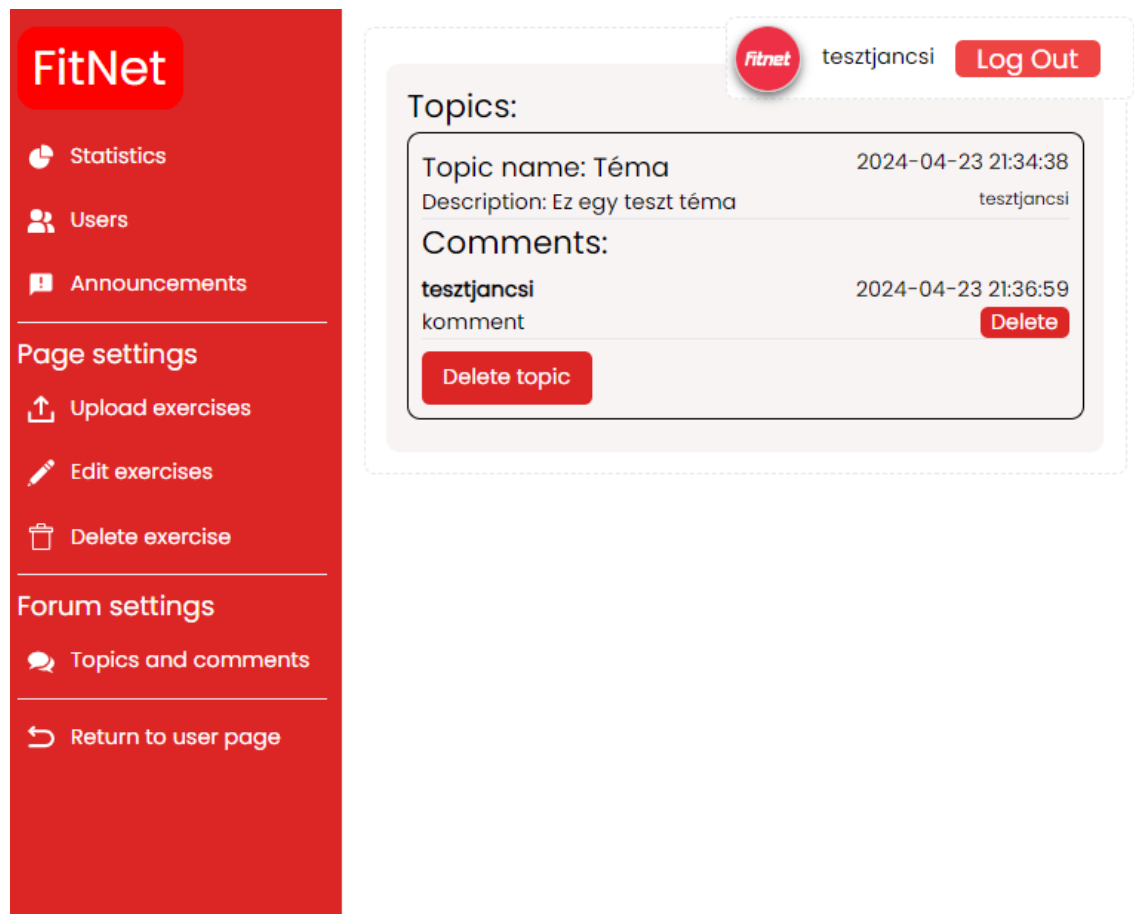 FitNet
Statistics
Users
Announcements
Page settings
Upload exercises
Edit exercises
Delete exercise
Forum settings
Topics and comments
Return to user page
Fitnet tesztjancsi Log Out
Topics:
Topic name: Téma 2024-04-23 21:34:38
Description: Ez egy teszt téma tesztjancsi
Comments:
tesztjancsi 2024-04-23 21:36:59
komment Delete
Delete topic